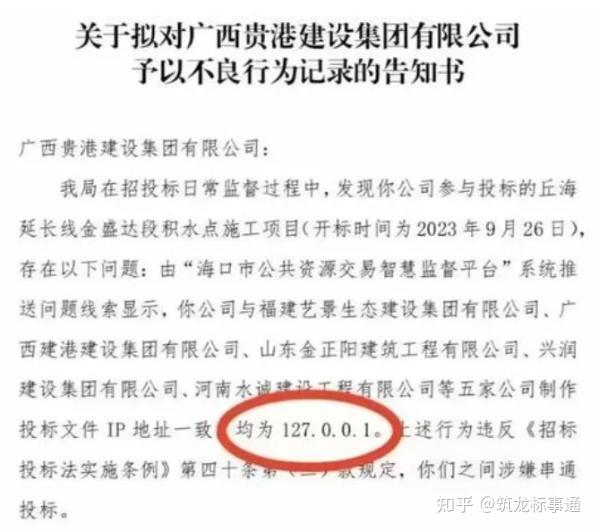 关于拟对广西贵港建设集团有限公司
予以不良行为记录的告知书
广西贵港建设集团有限公司：
我局在招投标日常监督过程中，发现你公司参与投标的丘海
延长线金盛达段积水点施工项目（开标时间为 2023 年 9 月 26 日），
存在以下问题：由“海口市公共资源交易智慧监督平台”系统推
送问题线索显示，你公司与福建艺景生态建设集团有限公司、广
西建港建设集团有限公司、山东金正阳建筑工程有限公司、兴润
建设集团有限公司、河南水诚建设工程有限公司等五家公司制作
投标文件 IP 地址一致，均为 127.0.0.1。上述行为违反《招标
投标法实施条例》第四十条第（二）款规定，你们之间涉嫌串通
投标。
知乎 @筑龙标事通